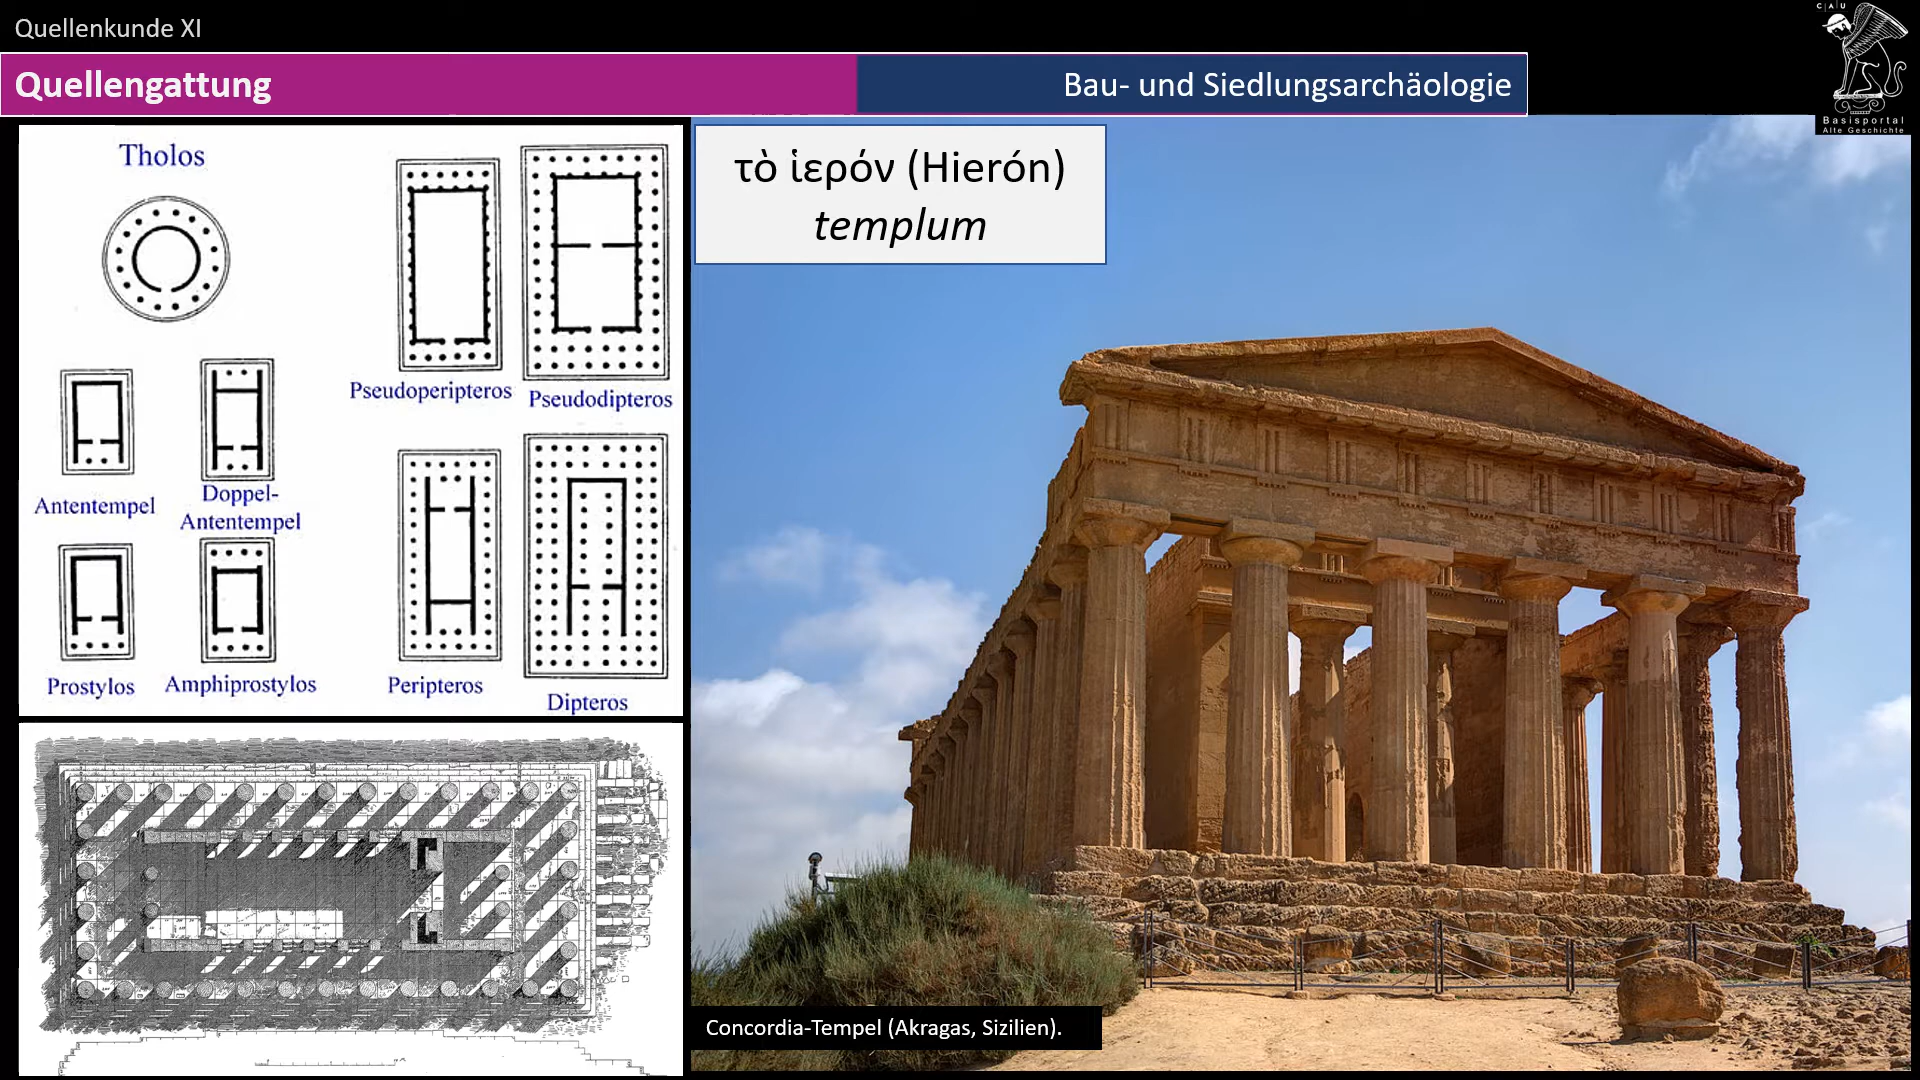 Quellenkunde XI
Quellengattung
Bau- und Siedlungsarchäologie
C|A|U
Basisportal
Alte Geschichte
Tholos
Pseudoperipteros
Pseudodipteros
Antentempel
Doppel-
Antentempel
Prostylos
Amphiprostylos
Peripteros
Dipteros
τὸ ἱερόν (Hierón)
templum
Concordia-Tempel (Akragas, Sizilien).